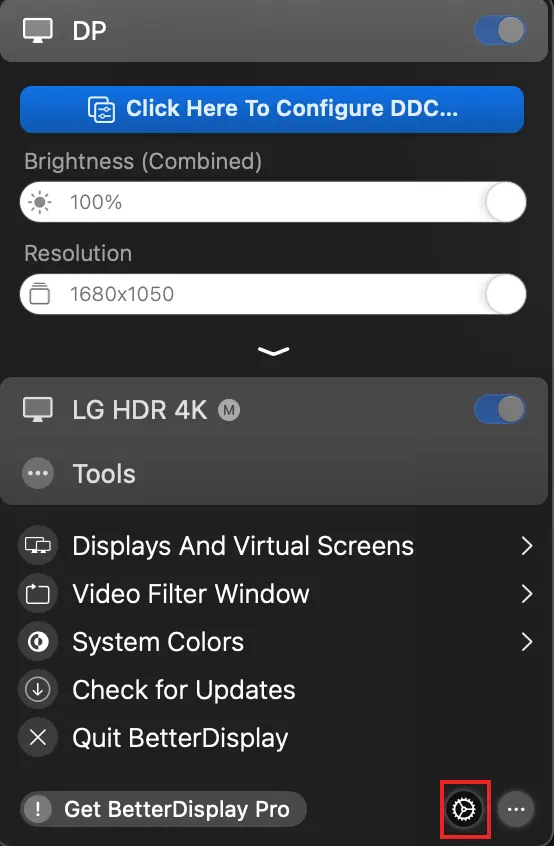 DP
Click Here To Configure DDC...
Brightness (Combined)
100%
Resolution
1680x1050
LG HDR 4K M
Tools
Displays And Virtual Screens
Video Filter Window
System Colors
Check for Updates
Quit BetterDisplay
! Get BetterDisplay Pro